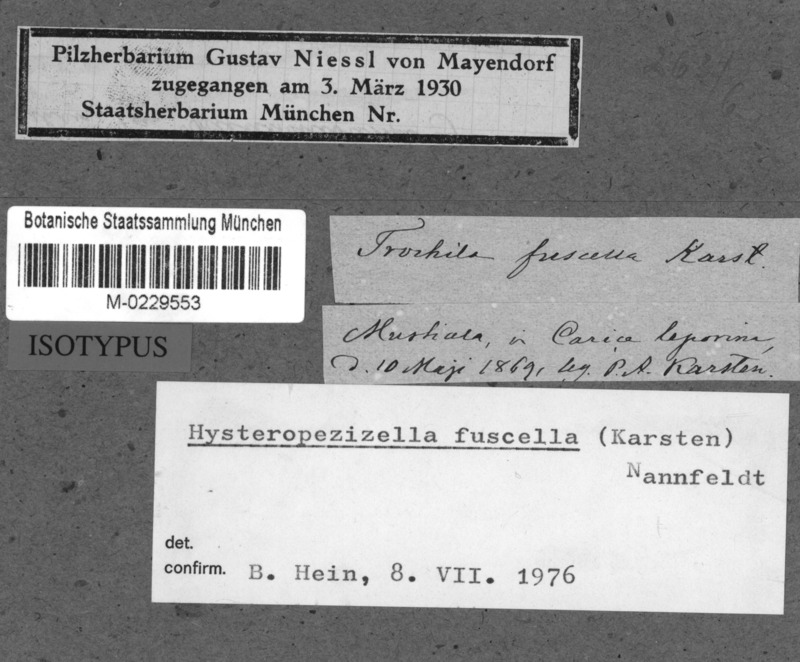 Pilzherbarium Gustav Niessl von Mayendorf
zugegangen am 3. März 1930
Staatsherbarium München Nr.
Botanische Staatssammlung München
M-0229553
ISOTYPUS
Trochila fuscella Karst.
Mustiala, in Carice leporina,
d. 10 Maji 1869, leg. P. A. Karsten.
Hysteropezizella fuscella (Karsten)
Nannfeldt
det.
confirm. B. Hein, 8. VII. 1976